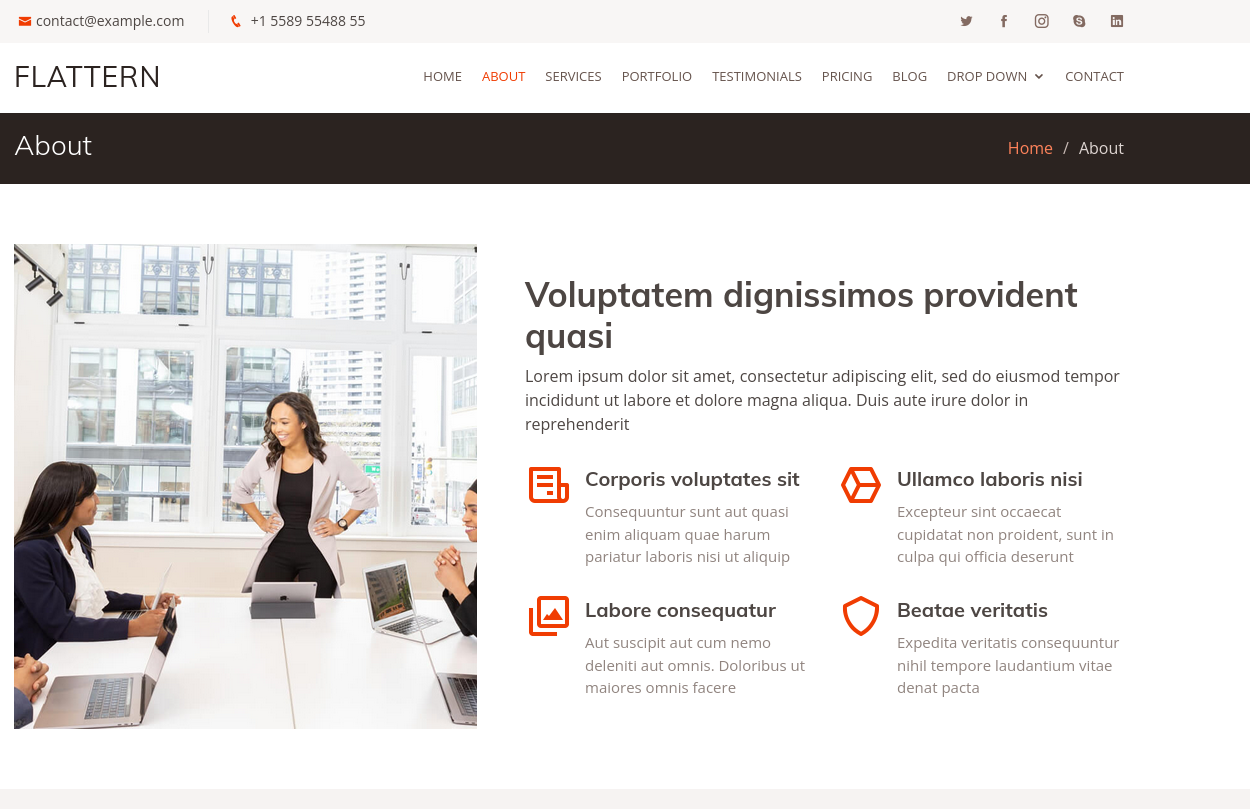 contact@example.com
+1 5589 55488 55
FLATTERN
HOME ABOUT SERVICES PORTFOLIO TESTIMONIALS PRICING BLOG DROP DOWN CONTACT
About
Home / About
Voluptatem dignissimos provident
quasi
Lorem ipsum dolor sit amet, consectetur adipiscing elit, sed do eiusmod tempor
incididunt ut labore et dolore magna aliqua. Duis aute irure dolor in
reprehenderit
Corporis voluptates sit
Consequuntur sunt aut quasi
enim aliquam quae harum
pariatur laboris nisi ut aliquip
Ullamco laboris nisi
Excepteur sint occaecat
cupidatat non proident, sunt in
culpa qui officia deserunt
Labore consequatur
Aut suscipit aut cum nemo
deleniti aut omnis. Doloribus ut
maiores omnis facere
Beatae veritatis
Expedita veritatis consequuntur
nihil tempore laudantium vitae
denat pacta